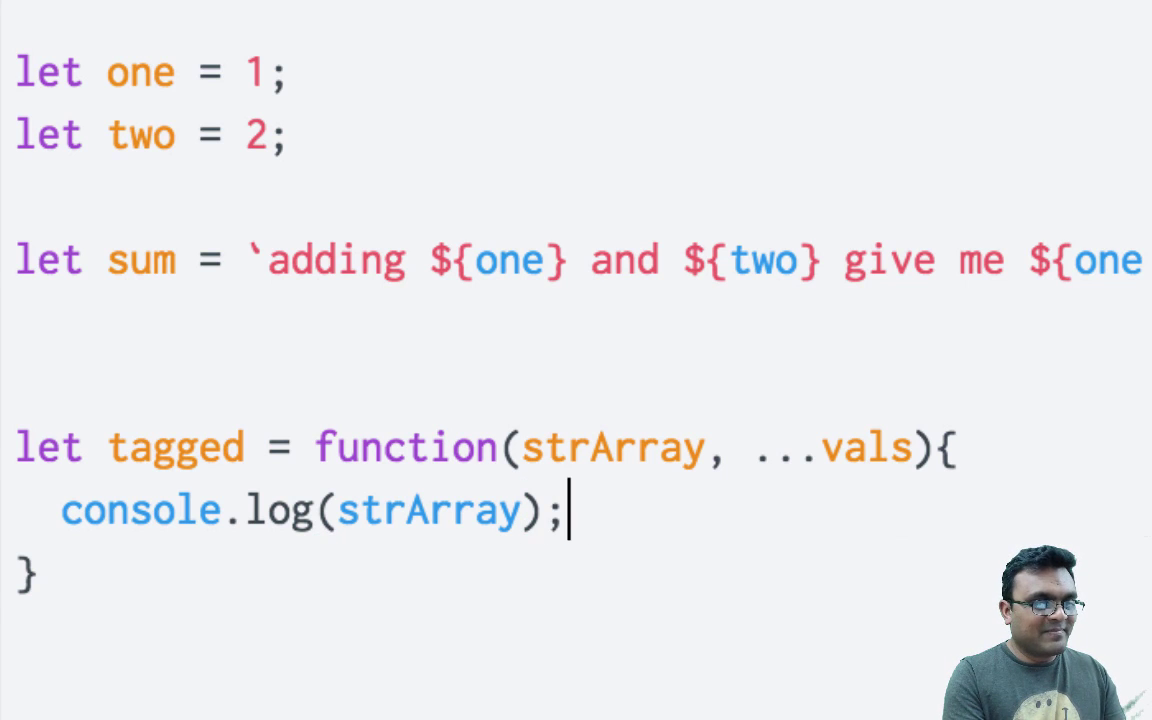 let one = 1;
let two = 2;
let sum = `adding ${one} and ${two} give me ${one
let tagged = function(strArray, ...vals){
console.log(strArray);
}